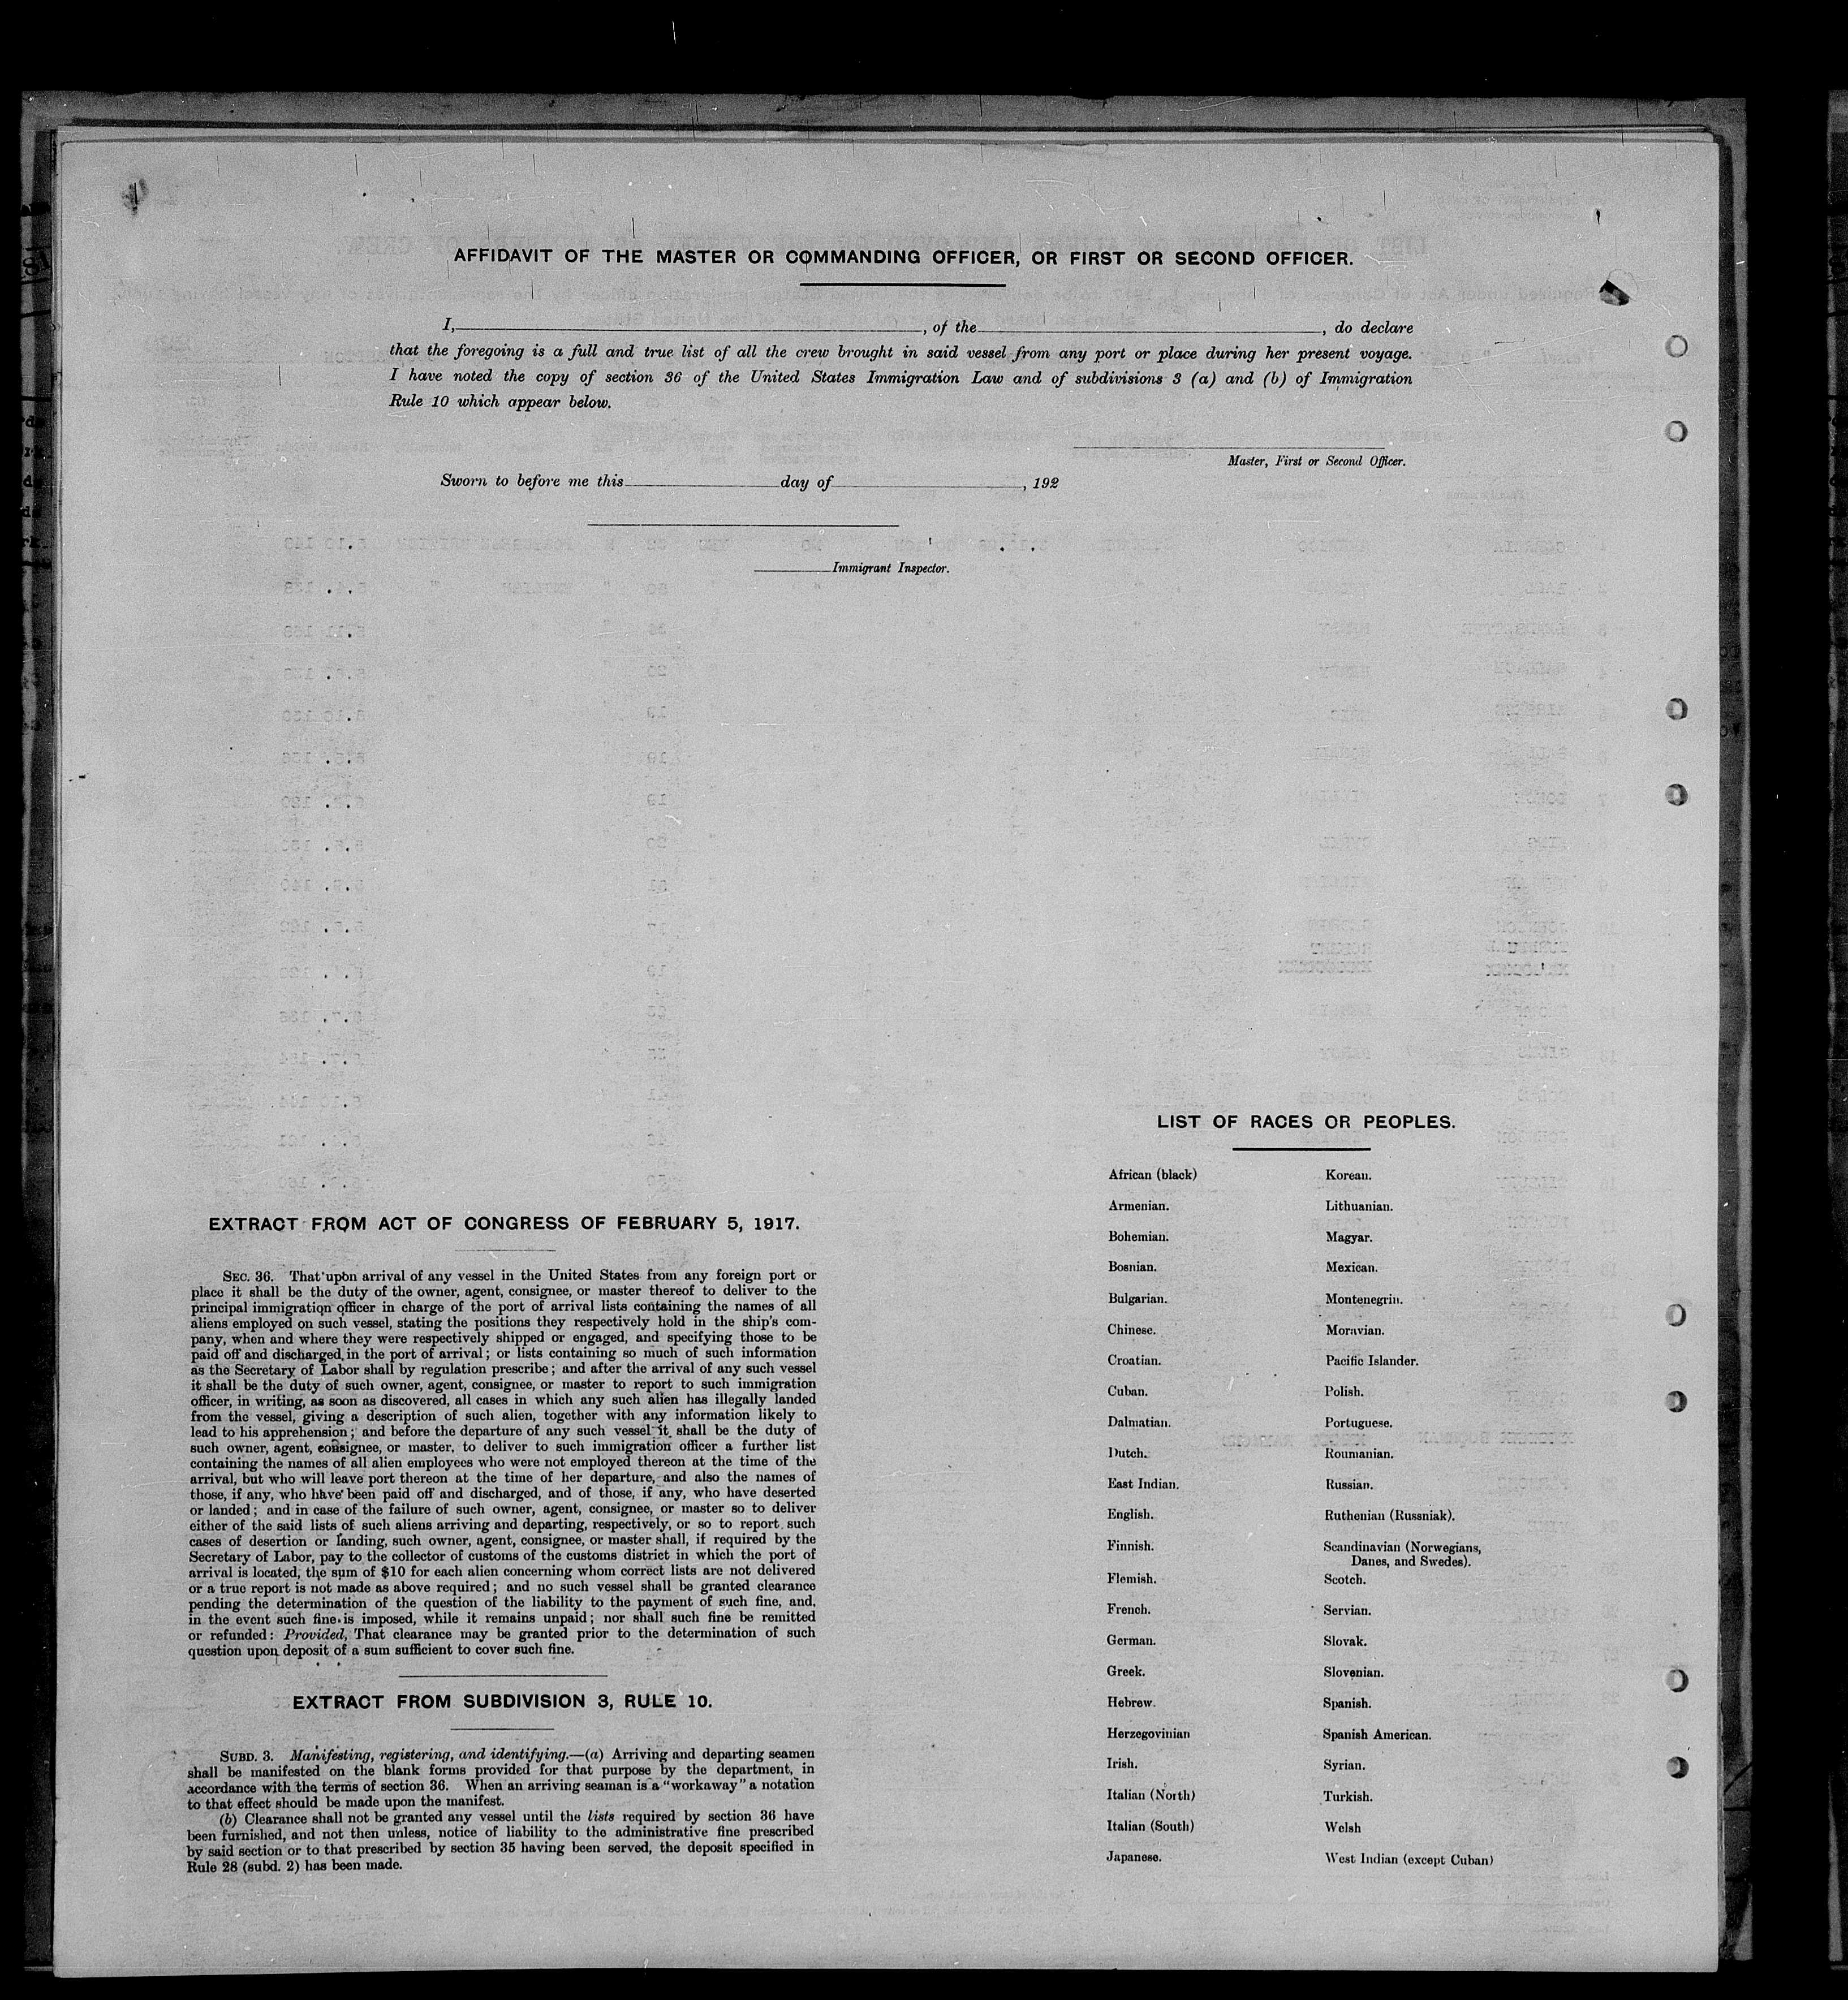 AFFIDAVIT OF THE MASTER OR COMMANDING OFFICER, OR FIRST OR SECOND OFFICER.
I, , of the , do declare
that the foregoing is a full and true list of all the crew brought in said vessel from any port or place during her present voyage.
I have noted the copy of section 36 of the United States Immigration Law and of subdivisions 3 (a) and (b) of Immigration
Rule 10 which appear below.
Master, First or Second Officer.
Sworn to before me this day of , 192
Immigrant Inspector.
EXTRACT FROM ACT OF CONGRESS OF FEBRUARY 5, 1917.
SEC. 36. That upon arrival of any vessel in the United States from any foreign port or
place it shall be the duty of the owner, agent, consignee, or master thereof to deliver to the
principal immigration officer in charge of the port of arrival lists containing the names of all
aliens employed on such vessel, stating the positions they respectively hold in the ship's com-
pany, when and where they were respectively shipped or engaged, and specifying those to be
paid off and discharged in the port of arrival; or lists containing so much of such information
as the Secretary of Labor shall by regulation prescribe; and after the arrival of any such vessel
it shall be the duty of such owner, agent, consignee, or master to report to such immigration
officer, in writing, as soon as discovered, all cases in which any such alien has illegally landed
from the vessel, giving a description of such alien, together with any information likely to
lead to his apprehension; and before the departure of any such vessel it shall be the duty of
such owner, agent, consignee, or master, to deliver to such immigration officer a further list
containing the names of all alien employees who were not employed thereon at the time of the
arrival, but who will leave port thereon at the time of her departure, and also the names of
those, if any, who have been paid off and discharged, and of those, if any, who have deserted
or landed; and in case of the failure of such owner, agent, consignee, or master so to deliver
either of the said lists of such aliens arriving and departing, respectively, or so to report such
cases of desertion or landing, such owner, agent, consignee, or master shall, if required by the
Secretary of Labor, pay to the collector of customs of the customs district in which the port of
arrival is located, the sum of $10 for each alien concerning whom correct lists are not delivered
or a true report is not made as above required; and no such vessel shall be granted clearance
pending the determination of the question of the liability to the payment of such fine, and,
in the event such fine is imposed, while it remains unpaid; nor shall such fine be remitted
or refunded: Provided, That clearance may be granted prior to the determination of such
question upon deposit of a sum sufficient to cover such fine.
EXTRACT FROM SUBDIVISION 3, RULE 10.
SUBD. 3. Manifesting, registering, and identifying.—(a) Arriving and departing seamen
shall be manifested on the blank forms provided for that purpose by the department, in
accordance with the terms of section 36. When an arriving seaman is a "workaway" a notation
to that effect should be made upon the manifest.
(b) Clearance shall not be granted any vessel until the lists required by section 36 have
been furnished, and not then unless, notice of liability to the administrative fine prescribed
by said section or to that prescribed by section 35 having been served, the deposit specified in
Rule 28 (subd. 2) has been made.
LIST OF RACES OR PEOPLES.
African (black)
Armenian.
Bohemian.
Bosnian.
Bulgarian.
Chinese.
Croatian.
Cuban.
Dalmatian.
Dutch.
East Indian.
English.
Finnish.
Flemish.
French.
German.
Greek.
Hebrew.
Herzegovinian
Irish.
Italian (North)
Italian (South)
Japanese.
Korean.
Lithuanian.
Magyar.
Mexican.
Montenegrin.
Moravian.
Pacific Islander.
Polish.
Portuguese.
Roumanian.
Russian.
Ruthenian (Russniak).
Scandinavian (Norwegians,
Danes, and Swedes).
Scotch.
Servian.
Slovak.
Slovenian.
Spanish.
Spanish American.
Syrian.
Turkish.
Welsh
West Indian (except Cuban)